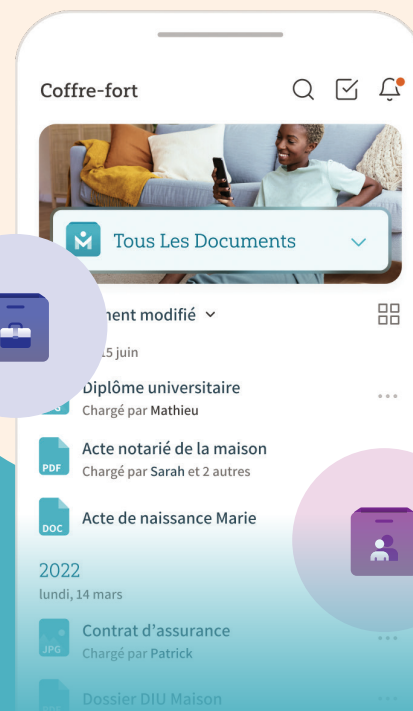 Coffre-fort
Tous Les Documents
modifié
15 juin
Diplôme universitaire
Chargé par Mathieu
Acte notarié de la maison
PDF
Chargé par Sarah et 2 autres
Acte de naissance Marie
DOC
2022
lundi, 14 mars
Contrat d’assurance
JPG
Chargé par Patrick
Dossier DIU Maison